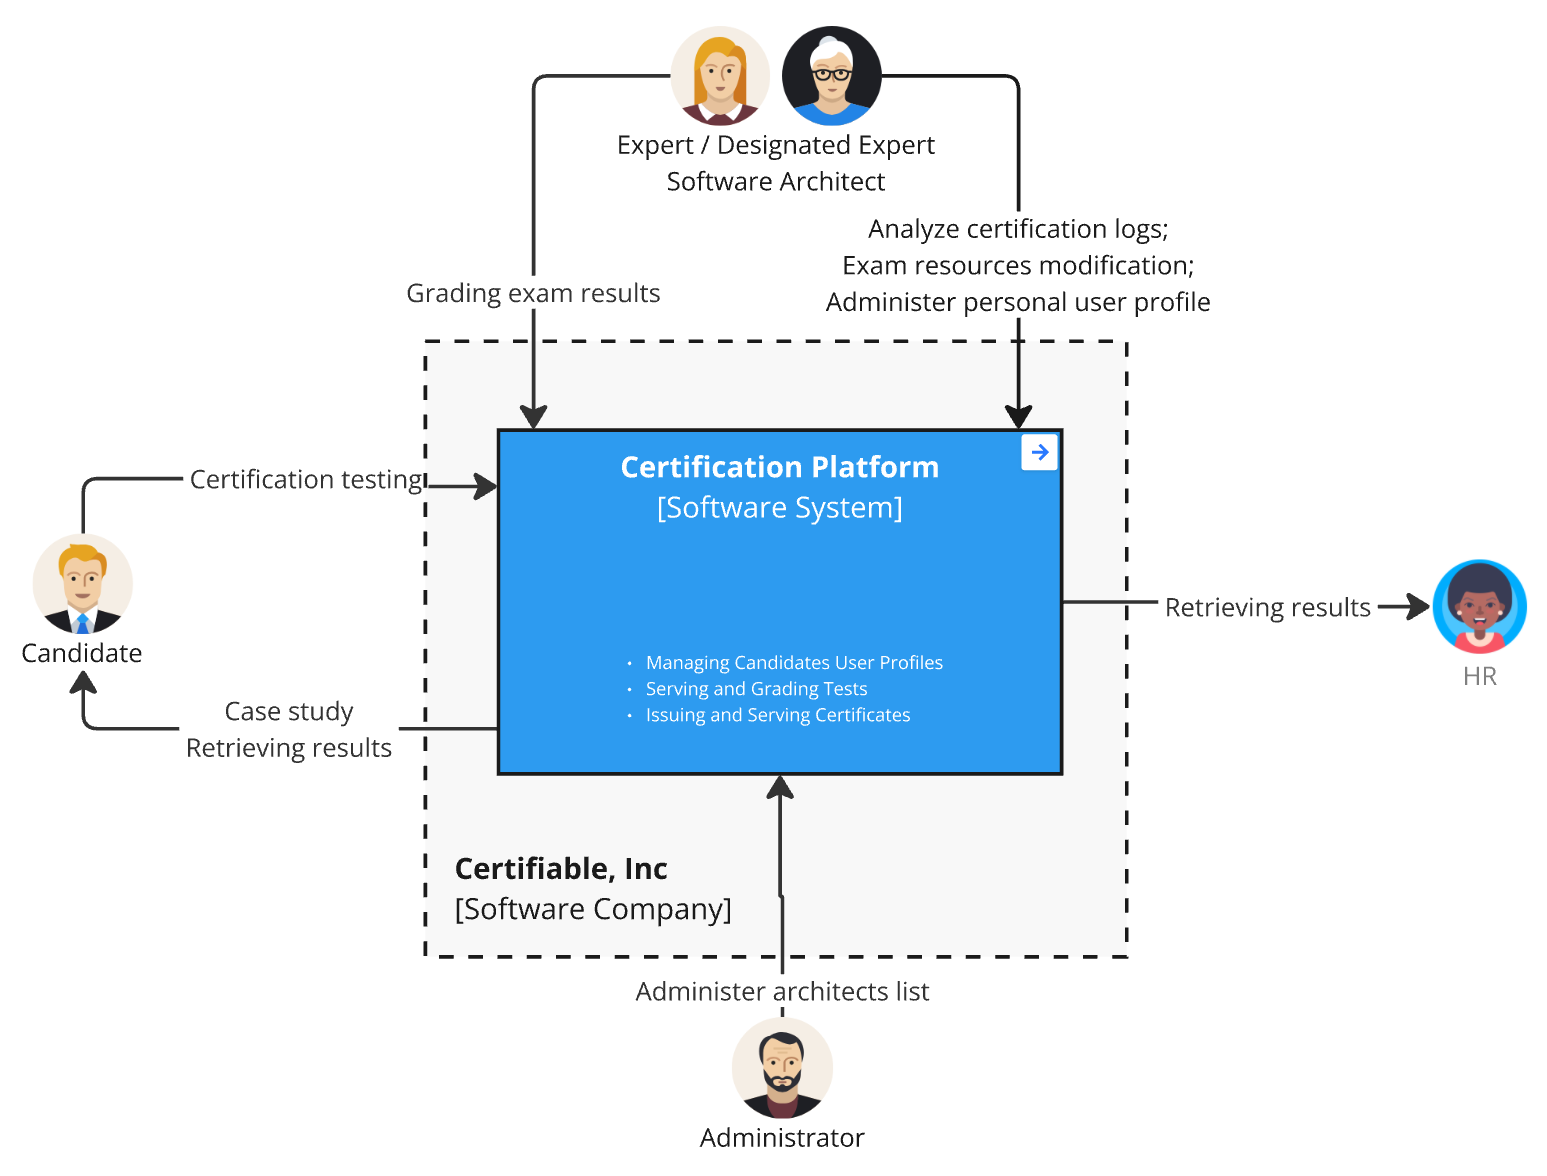 Expert / Designated Expert
Software Architect
Analyze certification logs;
Exam resources modification;
Administer personal user profile
Grading exam results
Certification Platform
[Software System]
Certification testing
Candidate
Retrieving results
HR
• Managing Candidates User Profiles
• Serving and Grading Tests
• Issuing and Serving Certificates
Case study
Retrieving results
Certifiable, Inc
[Software Company]
Administer architects list
Administrator